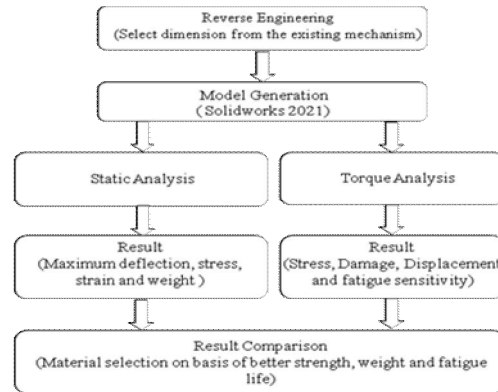 Reverse Engineering
(Select dimension from the existing mechanism)
Model Generation
(Solidworks 2021)
Static Analysis
Torque Analysis
Result
(Maximum deflection, stress,
strain and weight )
Result
(Stress, Damage, Displacement
and fatigue sensitivity)
Result Comparison
(Material selection on basis of better strength, weight and fatigue
life)